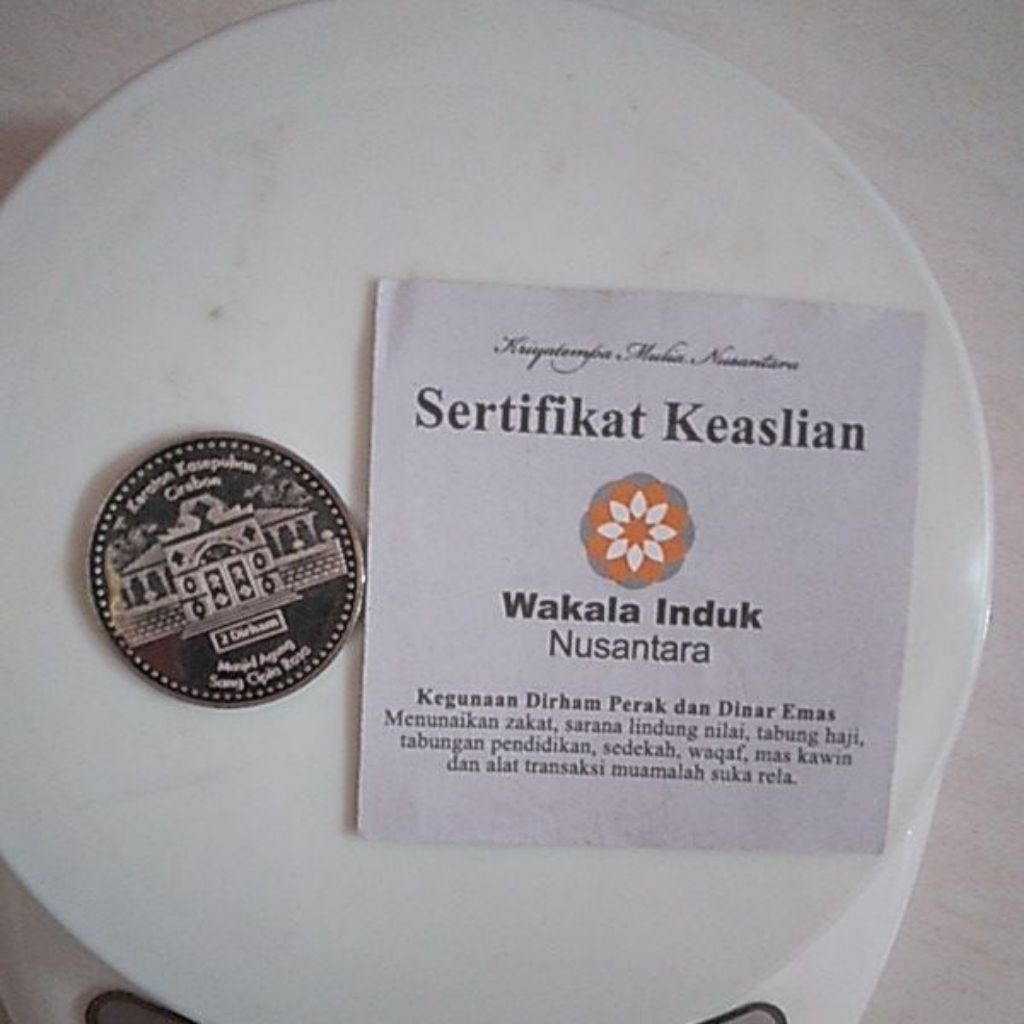 Keraton Kasepuhan
Cirebon
2 Dirham
Masjid Agung
Sang Cipta Rasa
Kriyatempa Mulia Nusantara
Sertifikat Keaslian
Wakala Induk
Nusantara
Kegunaan Dirham Perak dan Dinar Emas
Menunaikan zakat, sarana lindung nilai, tabung haji,
tabungan pendidikan, sedekah, waqaf, mas kawin
dan alat transaksi muamalah suka rela.